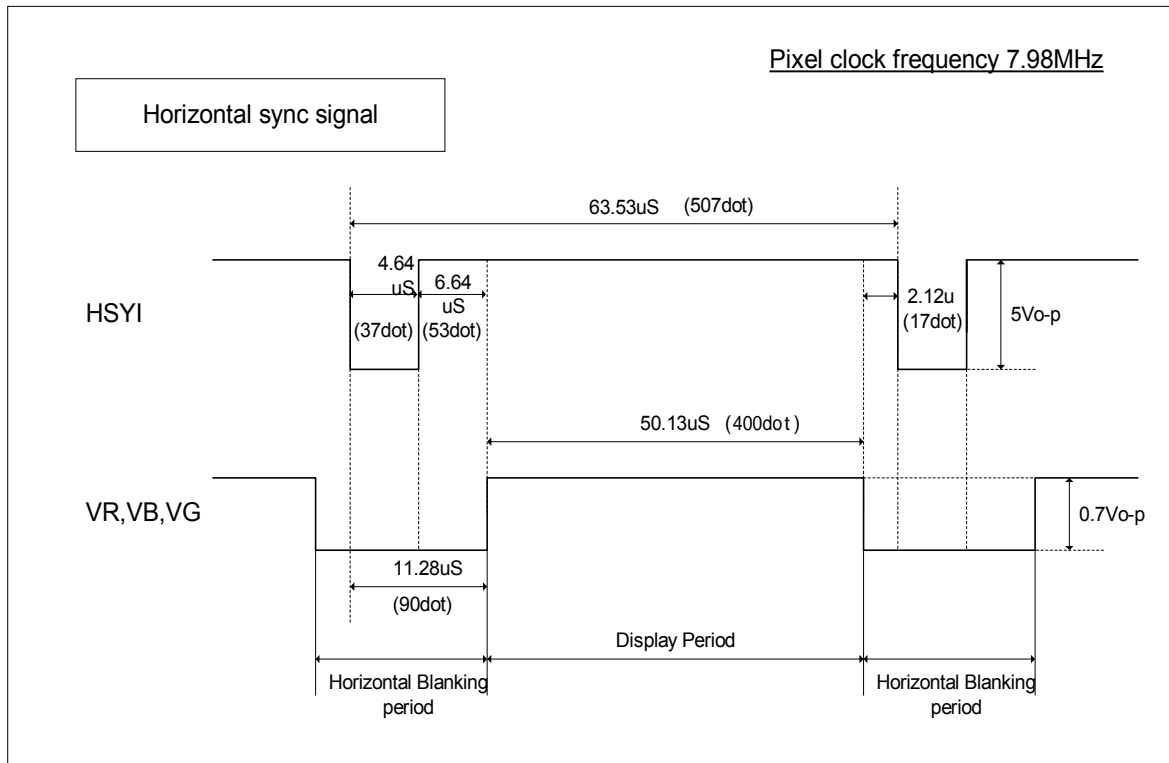 Pixel clock frequency 7.98MHz
Horizontal sync signal
63.53uS (507dot)
HSYI
4.64
uS
(37dot)
6.64
uS
(53dot)
2.12u
(17dot)
5Vo-p
50.13uS (400dot)
VR,VB,VG
0.7Vo-p
11.28uS
(90dot)
Display Period
Horizontal Blanking
period
Horizontal Blanking
period